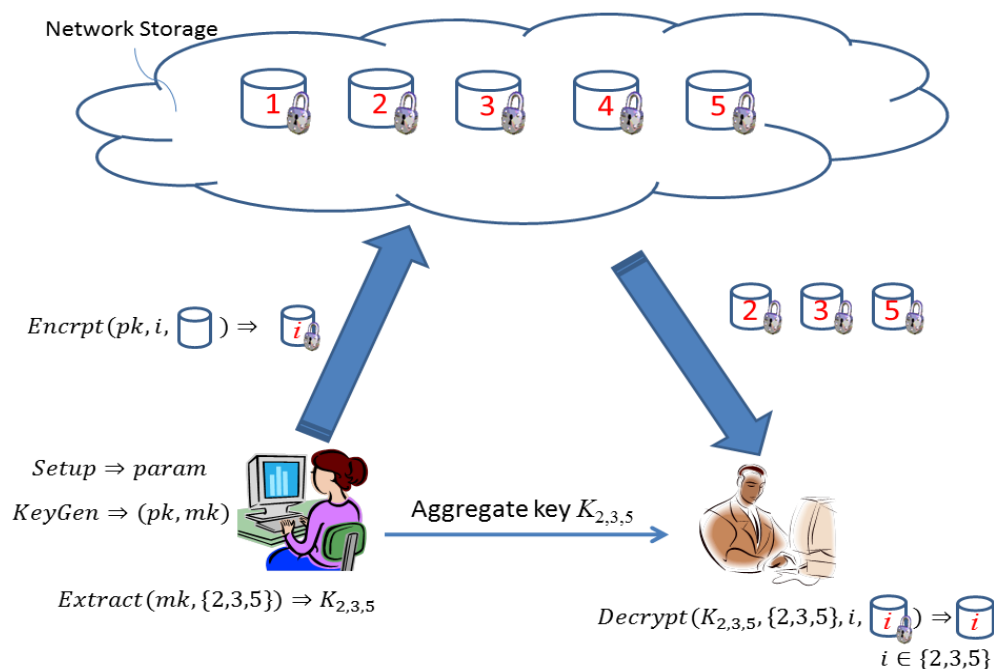 Network Storage
1 2 3 4 5
Encrpt(pk, i, ) ⇒ i
2 3 5
Setup ⇒ param
KeyGen ⇒ (pk, mk)
Aggregate key K₂,₃,₅
Extract(mk, {2,3,5}) ⇒ K₂,₃,₅
Decrypt(K₂,₃,₅, {2,3,5}, i, i ) ⇒ i
i ∈ {2,3,5}